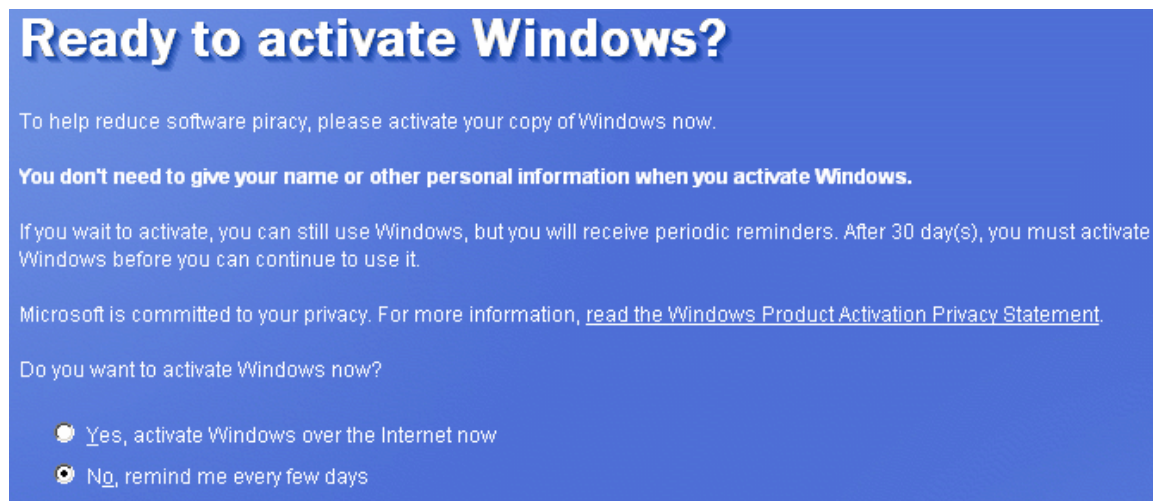 Ready to activate Windows?
To help reduce software piracy, please activate your copy of Windows now.
You don't need to give your name or other personal information when you activate Windows.
If you wait to activate, you can still use Windows, but you will receive periodic reminders. After 30 day(s), you must activate
Windows before you can continue to use it.
Microsoft is committed to your privacy. For more information, read the Windows Product Activation Privacy Statement.
Do you want to activate Windows now?
Yes, activate Windows over the Internet now
No, remind me every few days